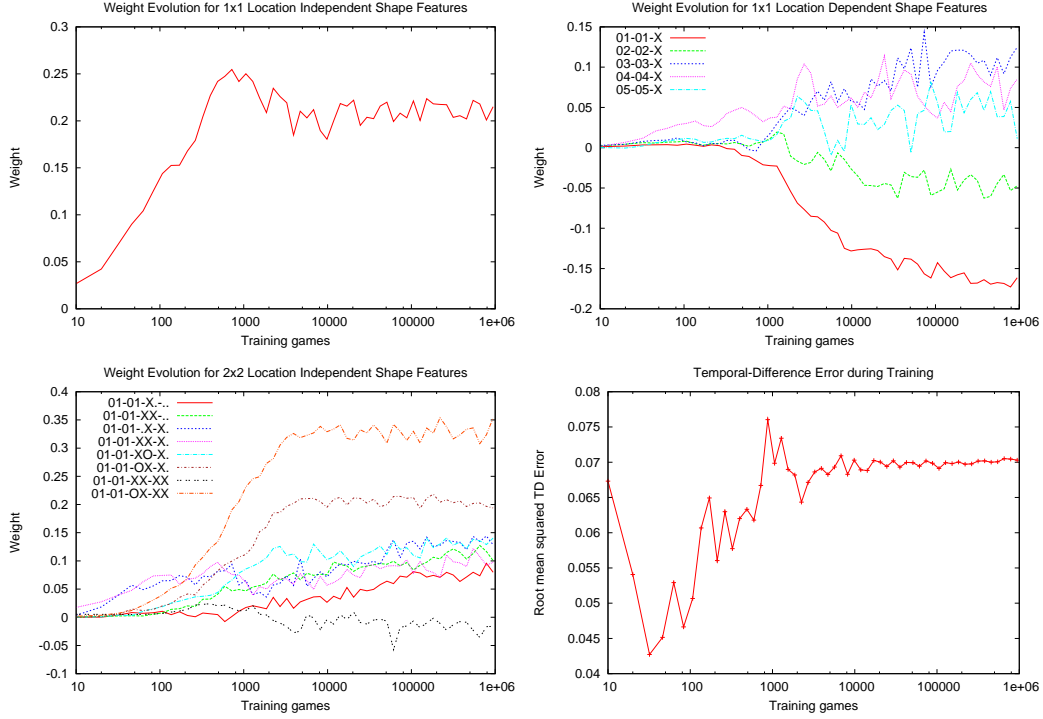 Weight Evolution for 1x1 Location Independent Shape Features
0.3
0.25
0.2
0.15
0.1
0.05
0
Weight
10 100 1000 10000 100000 1e+06
Training games
Weight Evolution for 1x1 Location Dependent Shape Features
01-01-X
02-02-X
03-03-X
04-04-X
05-05-X
0.15
0.1
0.05
0
-0.05
-0.1
-0.15
-0.2
Weight
10 100 1000 10000 100000 1e+06
Training games
Weight Evolution for 2x2 Location Independent Shape Features
01-01-X.-..
01-01-XX-..
01-01-.X-X.
01-01-XX-X.
01-01-XO-X.
01-01-OX-X.
01-01-XX-XX
01-01-OX-XX
0.4
0.35
0.3
0.25
0.2
0.15
0.1
0.05
0
-0.05
-0.1
Weight
10 100 1000 10000 100000 1e+06
Training games
Temporal-Difference Error during Training
0.08
0.075
0.07
0.065
0.06
0.055
0.05
0.045
0.04
Root mean squared TD Error
10 100 1000 10000 100000 1e+06
Training games